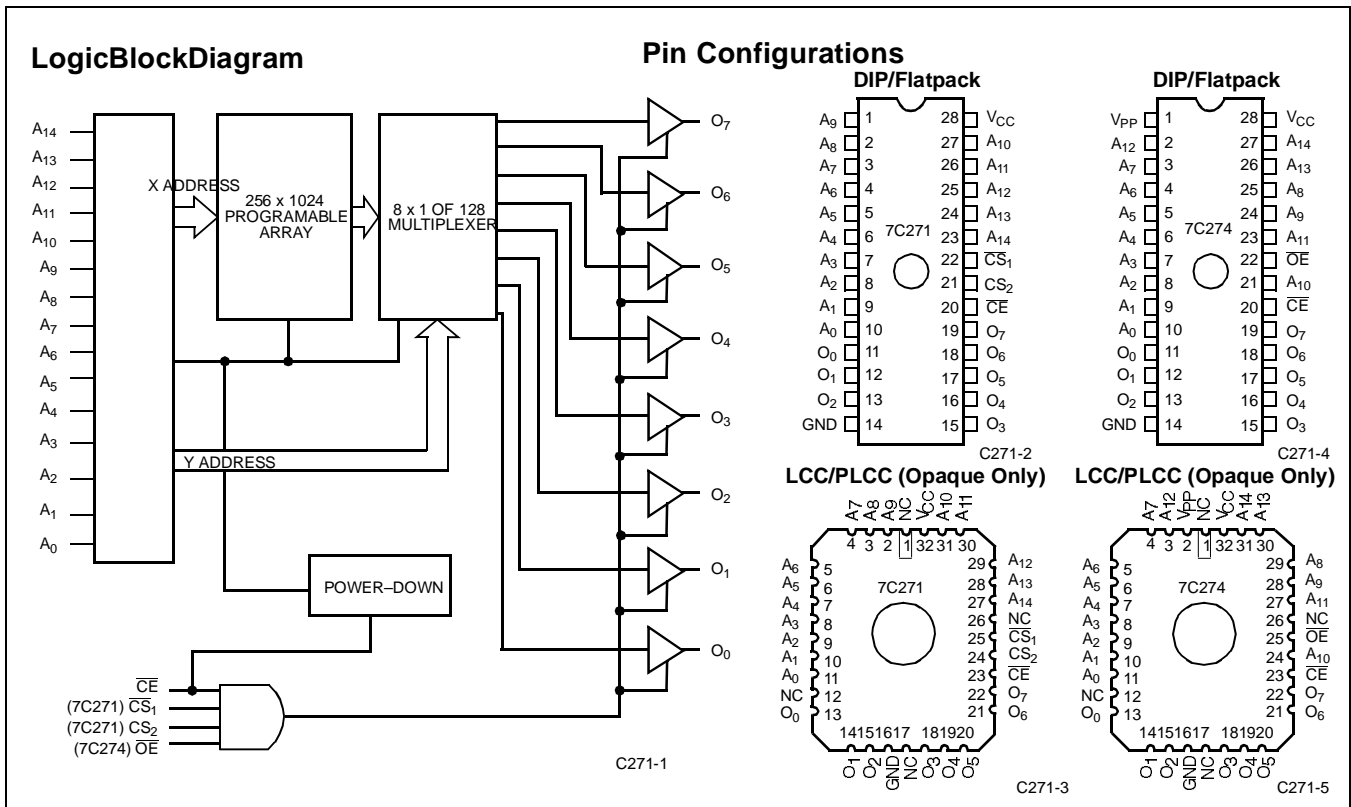 LogicBlockDiagram
Pin Configurations
DIP/Flatpack
DIP/Flatpack
A14
A13
A12
A11
A10
A9
A8
A7
A6
A5
A4
A3
A2
A1
A0
X ADDRESS
256 x 1024
PROGRAMABLE
ARRAY
8 x 1 OF 128
MULTIPLEXER
Y ADDRESS
POWER–DOWN
C̅E̅
(7C271) C̅S̅1
(7C271) CS2
(7C274) O̅E̅
O7
O6
O5
O4
O3
O2
O1
O0
C271-1
A9 1 28 VCC
A8 2 27 A10
A7 3 26 A11
A6 4 25 A12
A5 5 24 A13
A4 6 7C271 23 A14
A3 7 22 C̅S̅1
A2 8 21 CS2
A1 9 20 C̅E̅
A0 10 19 O7
O0 11 18 O6
O1 12 17 O5
O2 13 16 O4
GND 14 15 O3
C271-2
VPP 1 28 VCC
A12 2 27 A14
A7 3 26 A13
A6 4 25 A8
A5 5 24 A9
A4 6 7C274 23 A11
A3 7 22 O̅E̅
A2 8 21 A10
A1 9 20 C̅E̅
A0 10 19 O7
O0 11 18 O6
O1 12 17 O5
O2 13 16 O4
GND 14 15 O3
C271-4
LCC/PLCC (Opaque Only)
A7 A8 A9 NC VCC A10 A11
4 3 2 1 32 31 30
A6 5 29 A12
A5 6 7C271 28 A13
A4 7 27 A14
A3 8 26 NC
A2 9 25 C̅S̅1
A1 10 24 CS2
A0 11 23 C̅E̅
NC 12 22 O7
O0 13 21 O6
14 15 16 17 18 19 20
O1 O2 GND NC O3 O4 O5
C271-3
LCC/PLCC (Opaque Only)
A7 A12 VPP NC VCC A14 A13
4 3 2 1 32 31 30
A6 5 29 A8
A5 6 7C274 28 A9
A4 7 27 A11
A3 8 26 NC
A2 9 25 O̅E̅
A1 10 24 A10
A0 11 23 C̅E̅
NC 12 22 O7
O0 13 21 O6
14 15 16 17 18 19 20
O1 O2 GND NC O3 O4 O5
C271-5